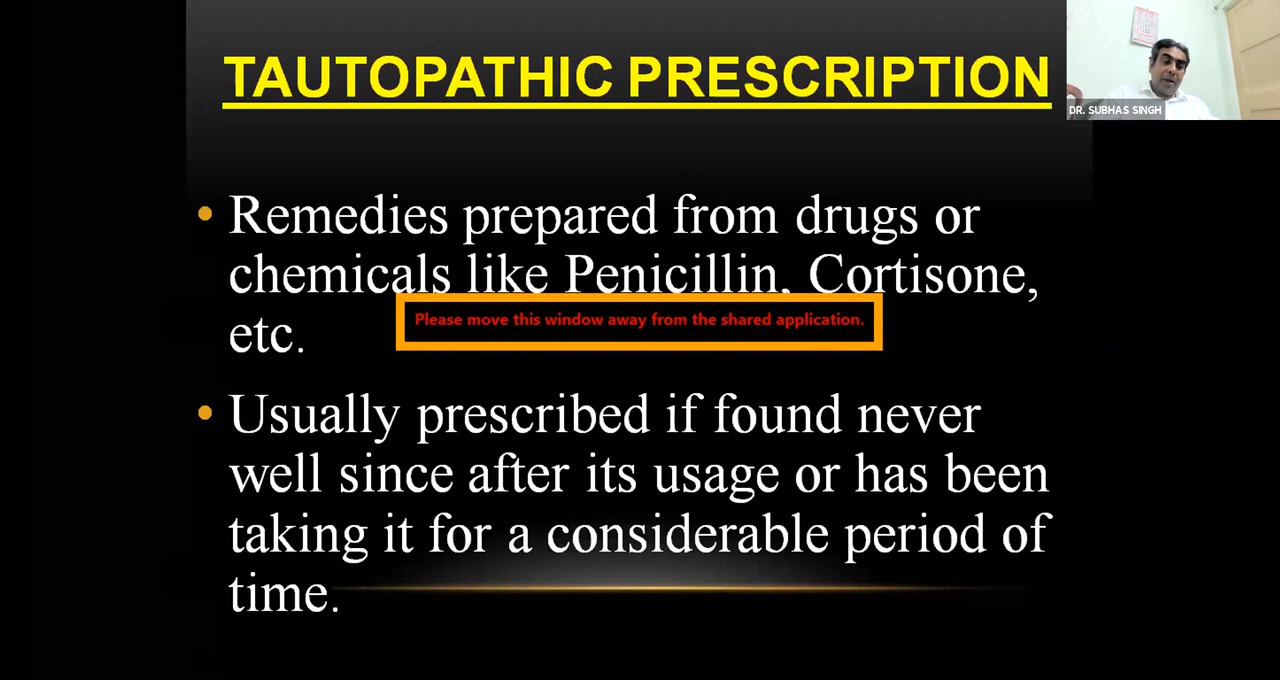 TAUTOPATHIC PRESCRIPTION
DR. SUBHAS SINGH
• Remedies prepared from drugs or
chemicals like Penicillin, Cortisone,
Please move this window away from the shared application.
etc.
• Usually prescribed if found never
well since after its usage or has been
taking it for a considerable period of
time.